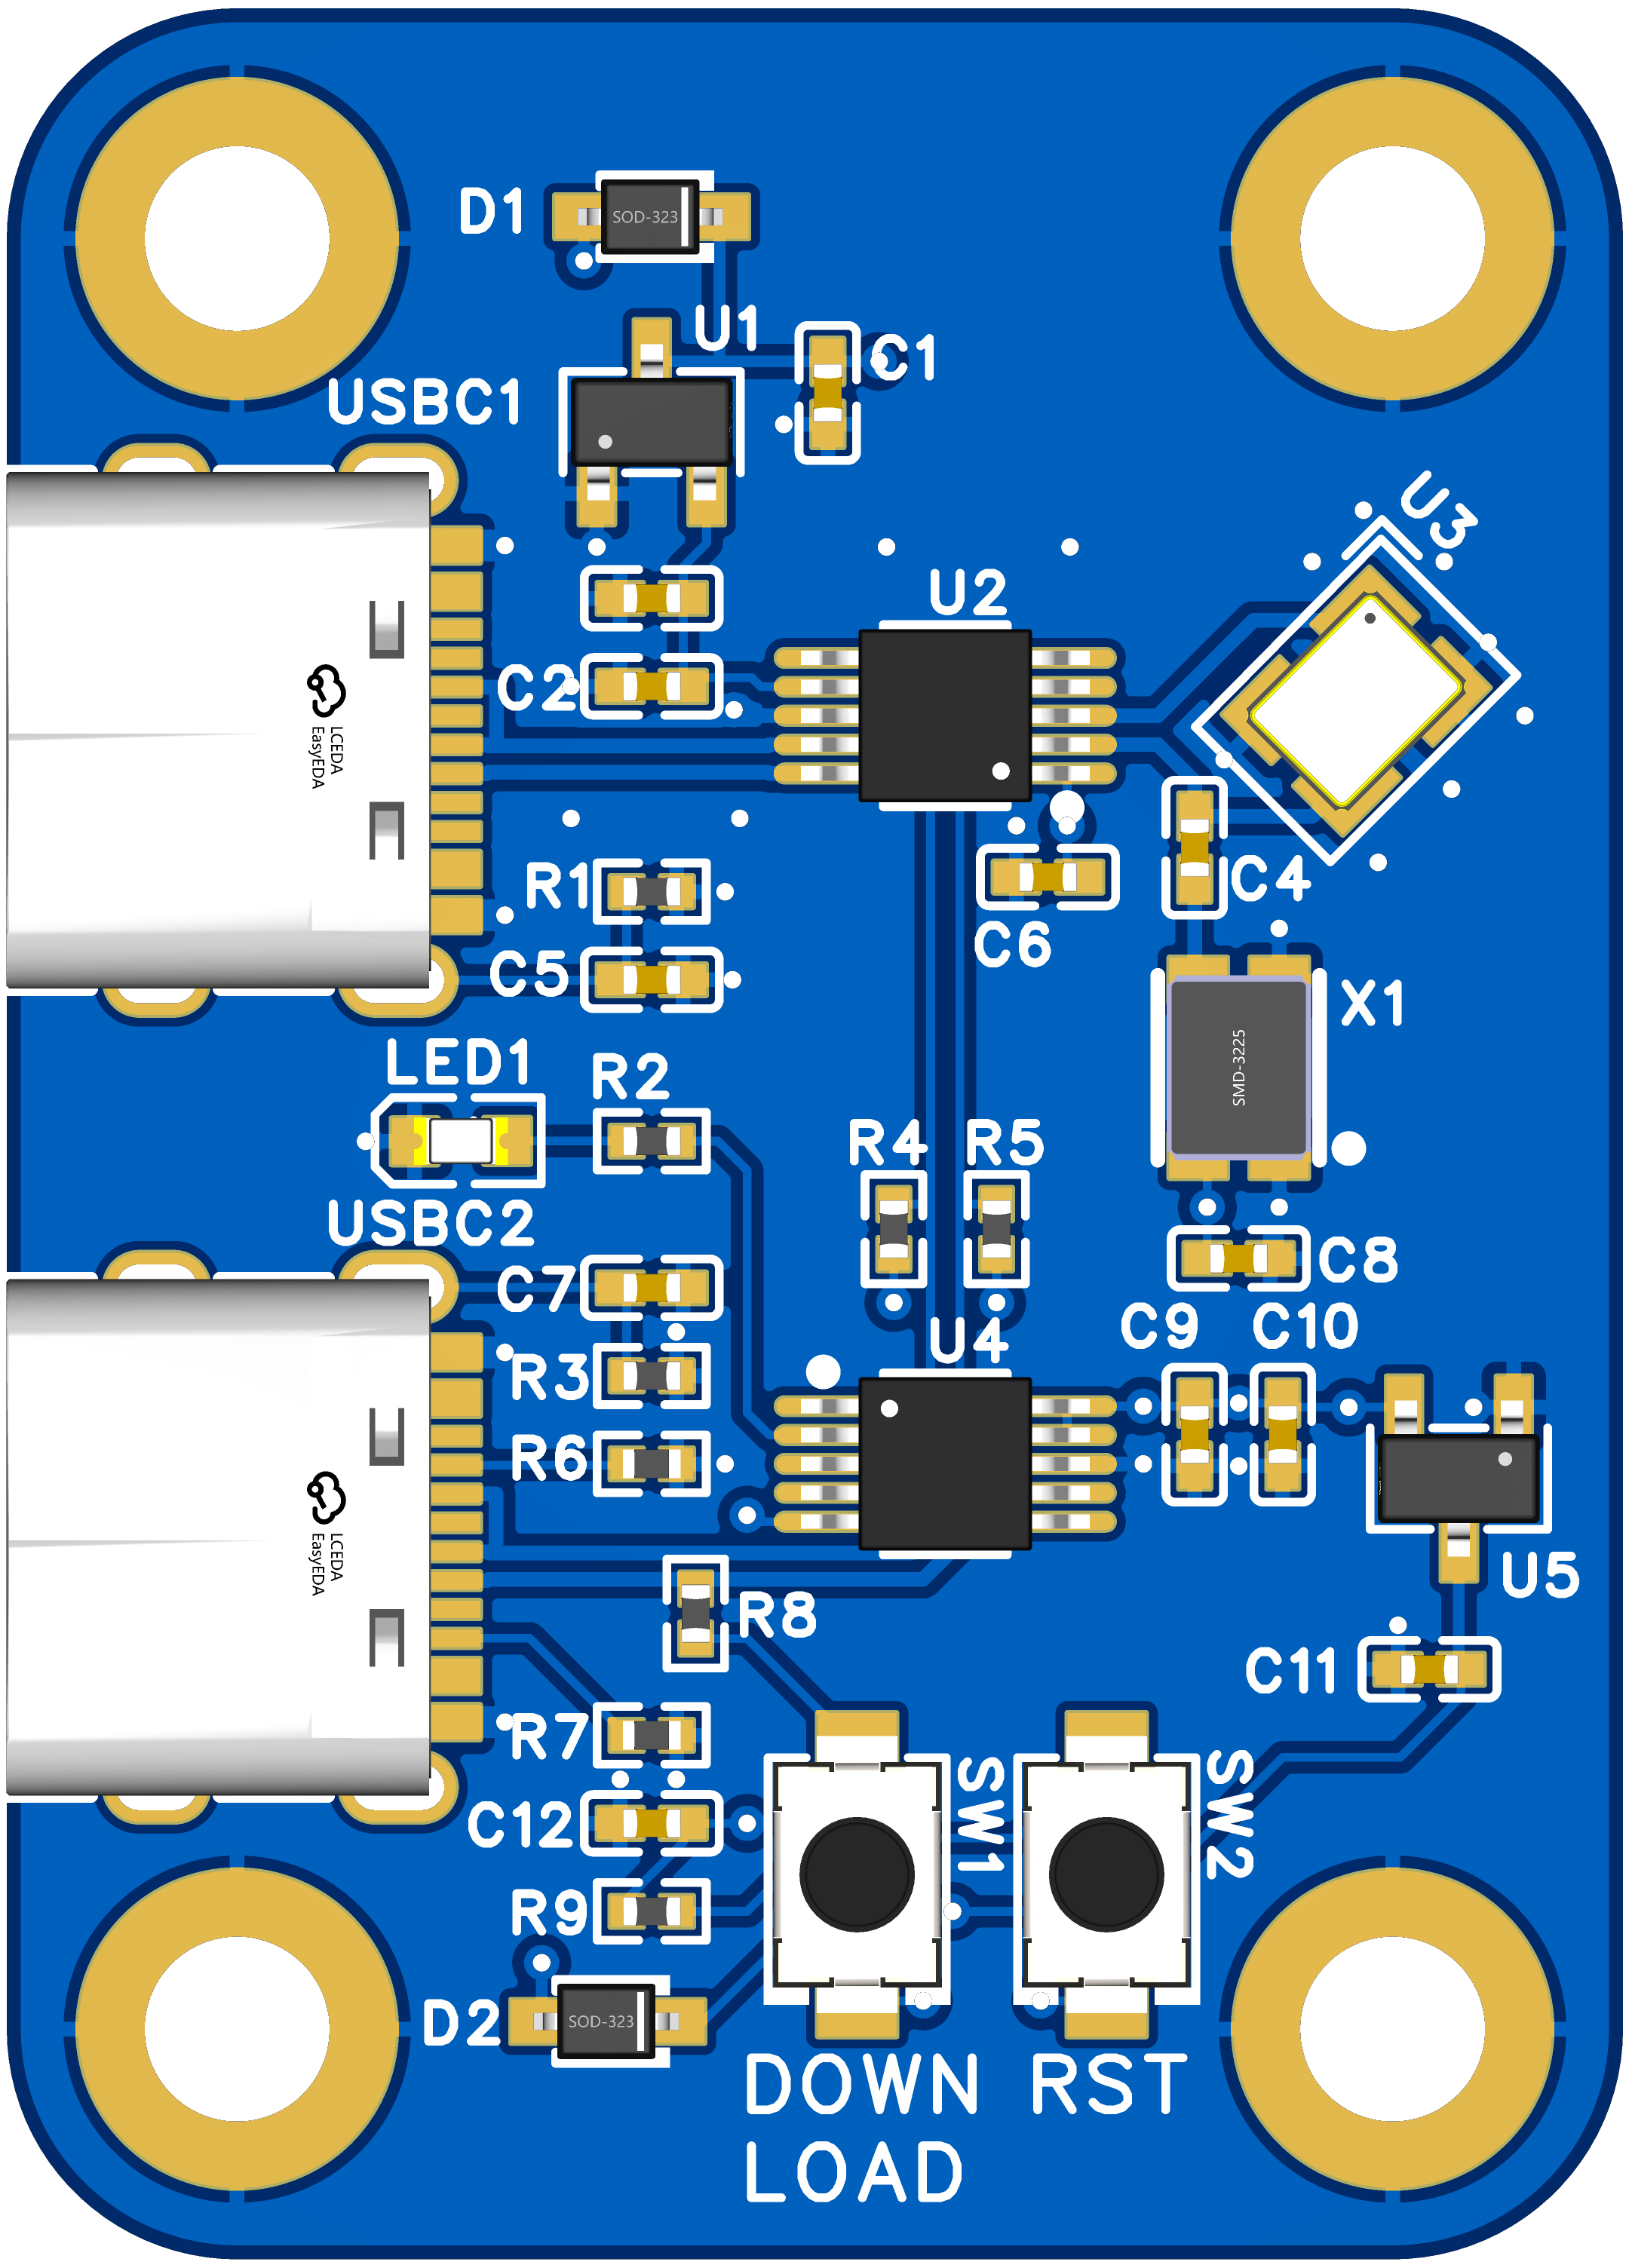 D1
SOD-323
U1
C1
USBC1
U3
U2
C2
LCEDA
EasyEDA
R1
C4
C6
C5
X1
SMD-3225
LED1
R2
R4
R5
USBC2
C7
C8
C9
C10
U4
R3
R6
LCEDA
EasyEDA
U5
R8
C11
R7
SW1
SW2
C12
R9
D2
SOD-323
DOWN
LOAD
RST